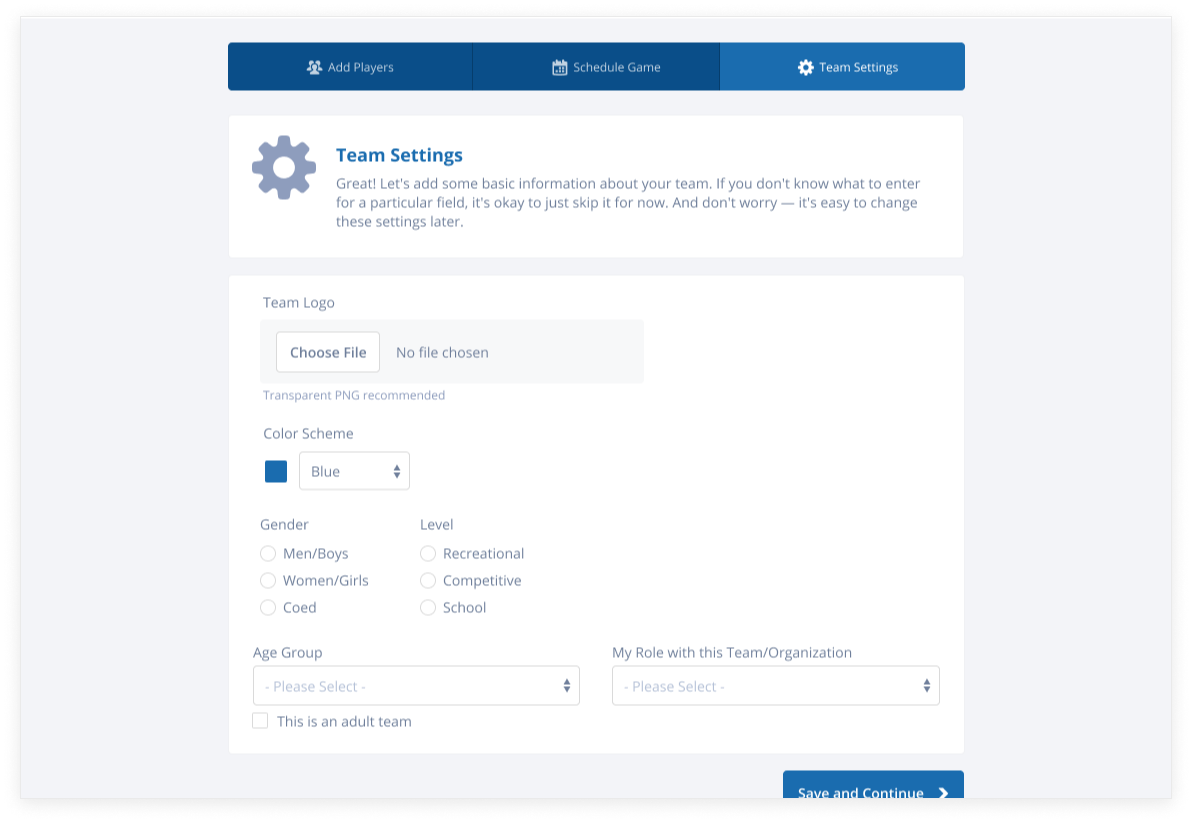 Add Players
Schedule Game
Team Settings
Team Settings
Great! Let's add some basic information about your team. If you don't know what to enter
for a particular field, it's okay to just skip it for now. And don't worry — it's easy to change
these settings later.
Team Logo
Choose File
No file chosen
Transparent PNG recommended
Color Scheme
Blue
Gender
Level
Men/Boys
Recreational
Women/Girls
Competitive
Coed
School
Age Group
My Role with this Team/Organization
- Please Select -
- Please Select -
This is an adult team
Save and Continue